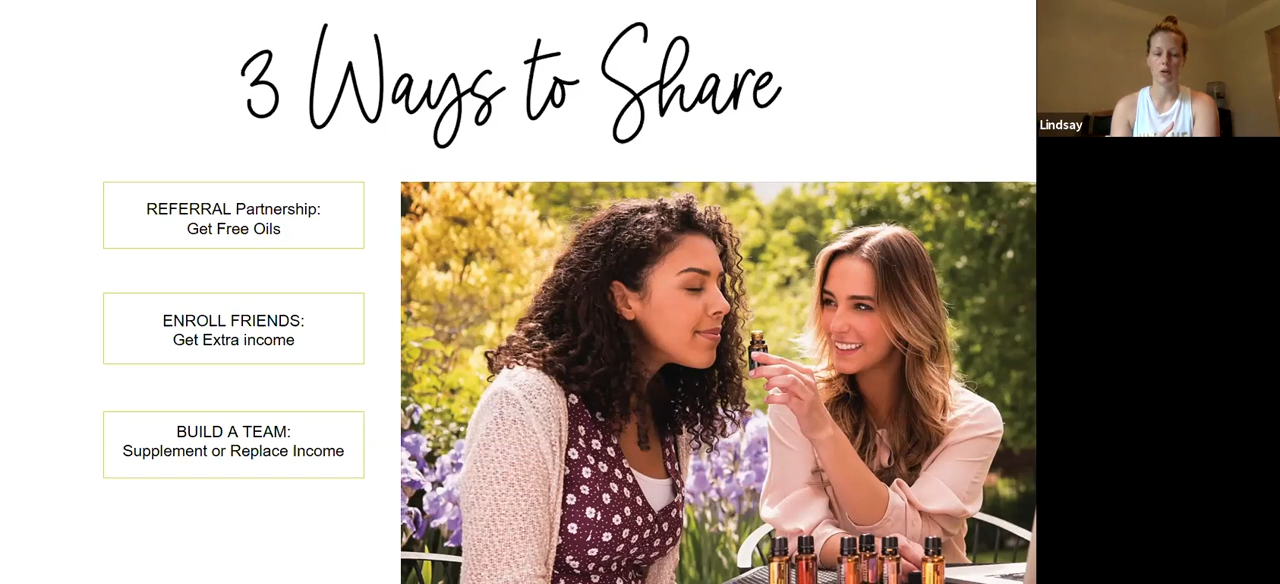 3 Ways to Share
REFERRAL Partnership:
Get Free Oils
ENROLL FRIENDS:
Get Extra income
BUILD A TEAM:
Supplement or Replace Income
Lindsay